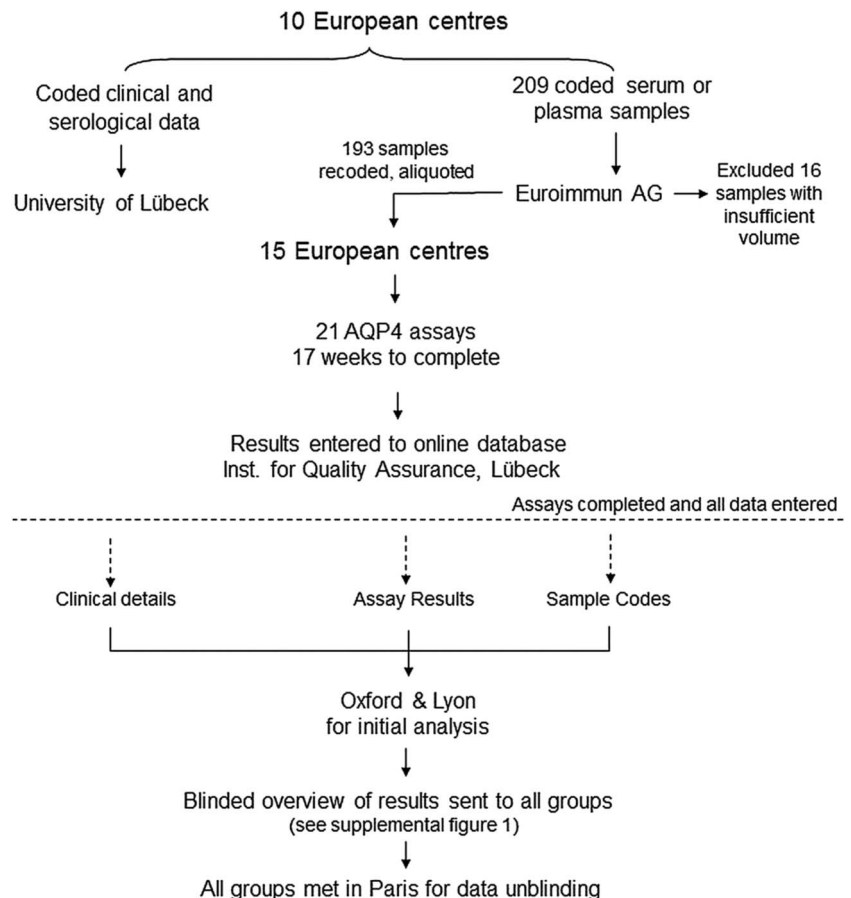 10 European centres
Coded clinical and
serological data
209 coded serum or
plasma samples
193 samples
recoded, aliquoted
University of Lübeck
Euroimmun AG
Excluded 16
samples with
insufficient
volume
15 European centres
21 AQP4 assays
17 weeks to complete
Results entered to online database
Inst. for Quality Assurance, Lübeck
Assays completed and all data entered
Clinical details
Assay Results
Sample Codes
Oxford & Lyon
for initial analysis
Blinded overview of results sent to all groups
(see supplemental figure 1)
All groups met in Paris for data unblinding